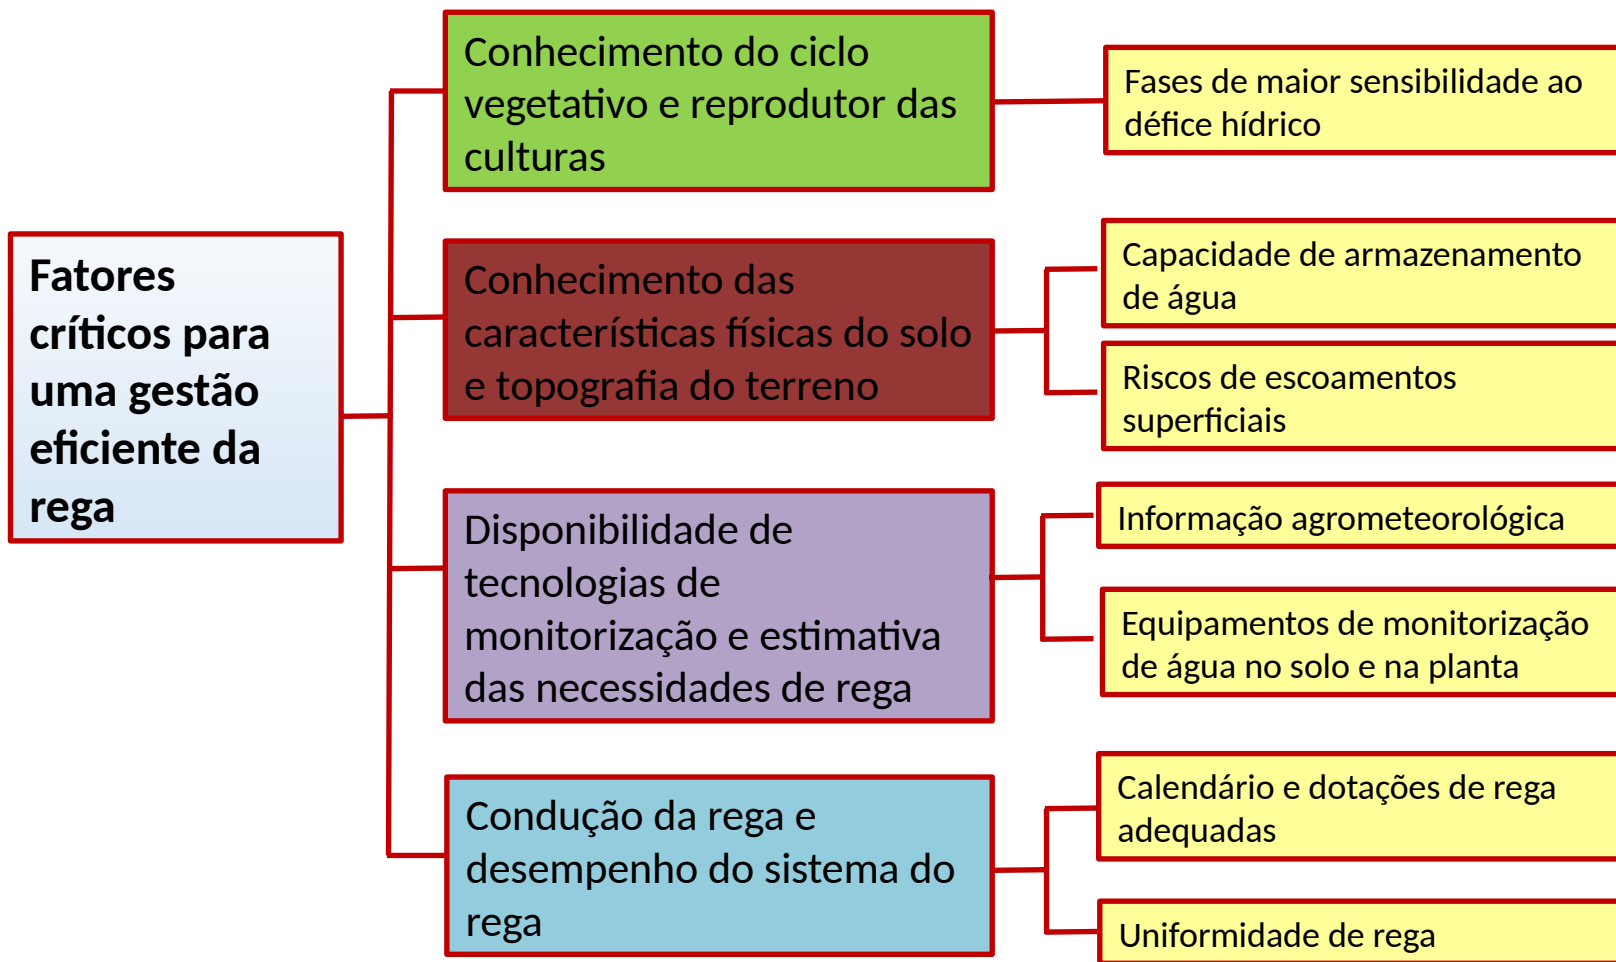 Fatores
críticos para
uma gestão
eficiente da
rega
Conhecimento do ciclo
vegetativo e reprodutor das
culturas
Fases de maior sensibilidade ao
défice hídrico
Conhecimento das
características físicas do solo
e topografia do terreno
Capacidade de armazenamento
de água
Riscos de escoamentos
superficiais
Disponibilidade de
tecnologias de
monitorização e estimativa
das necessidades de rega
Informação agrometeorológica
Equipamentos de monitorização
de água no solo e na planta
Condução da rega e
desempenho do sistema do
rega
Calendário e dotações de rega
adequadas
Uniformidade de rega